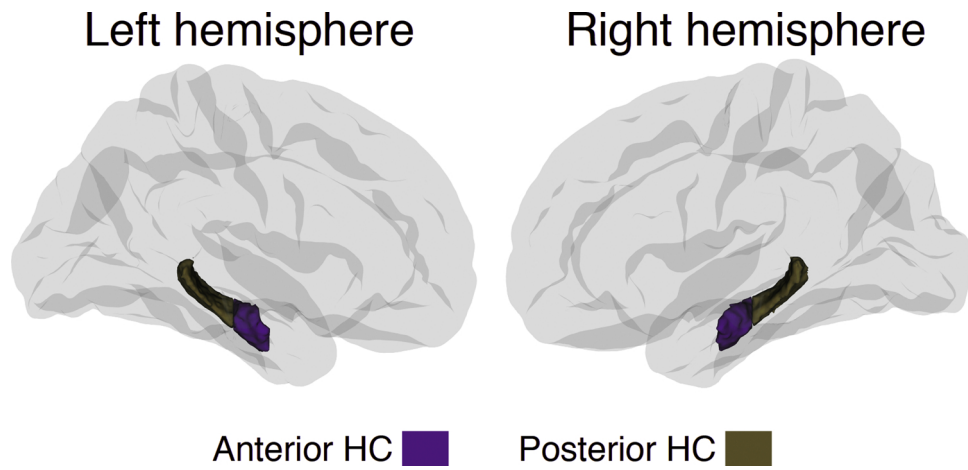 Left hemisphere
Right hemisphere
Anterior HC
Posterior HC